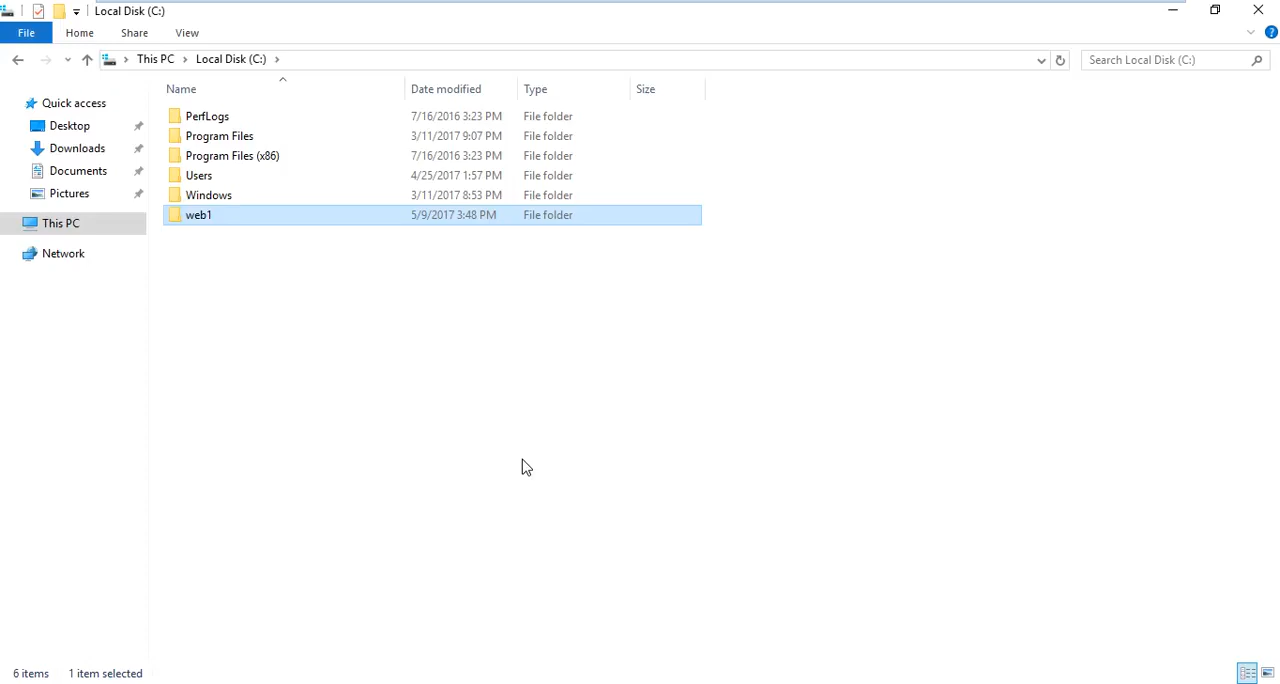 Local Disk (C:)
File Home Share View
This PC Local Disk (C:) Search Local Disk (C:)
Name Date modified Type Size
Quick access
Desktop
Downloads
Documents
Pictures
This PC
Network
PerfLogs 7/16/2016 3:23 PM File folder
Program Files 3/11/2017 9:07 PM File folder
Program Files (x86) 7/16/2016 3:23 PM File folder
Users 4/25/2017 1:57 PM File folder
Windows 3/11/2017 8:53 PM File folder
web1 5/9/2017 3:48 PM File folder
6 items 1 item selected